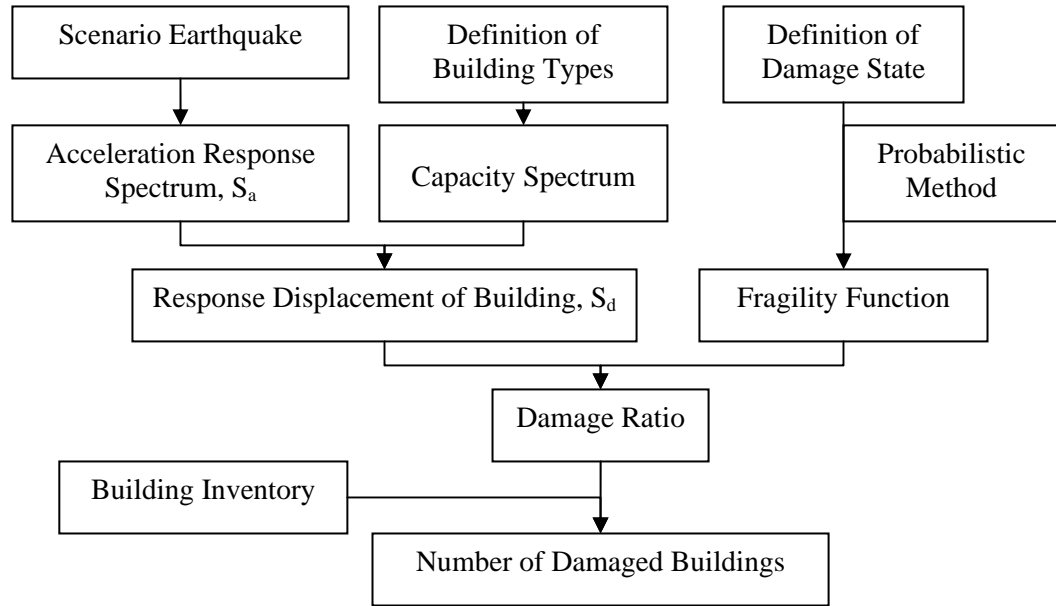 Scenario Earthquake
Definition of
Building Types
Definition of
Damage State
Acceleration Response
Spectrum, Sa
Capacity Spectrum
Probabilistic
Method
Response Displacement of Building, Sd
Fragility Function
Damage Ratio
Building Inventory
Number of Damaged Buildings